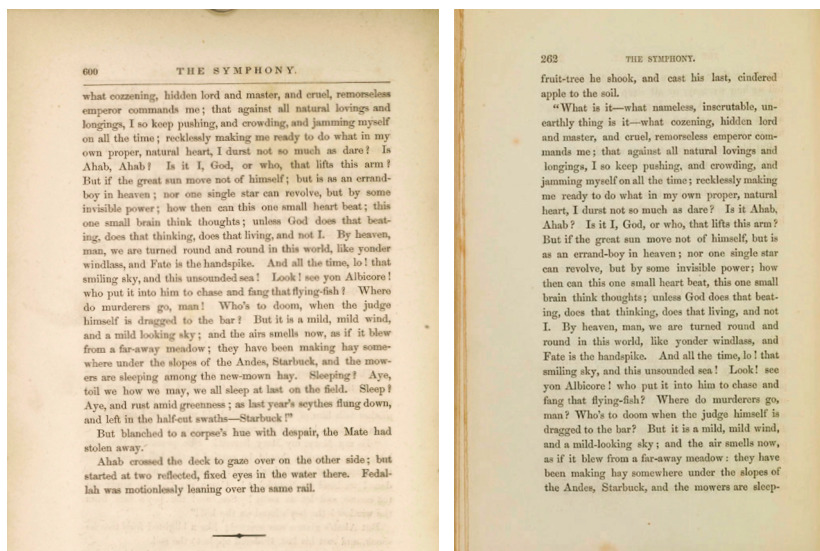 600 THE SYMPHONY.
what cozzening, hidden lord and master, and cruel, remorseless
emperor commands me; that against all natural lovings and
longings, I so keep pushing, and crowding, and jamming myself
on all the time; recklessly making me ready to do what in my
own proper, natural heart, I durst not so much as dare? Is
Ahab, Ahab? Is it I, God, or who, that lifts this arm?
But if the great sun move not of himself; but is as an errand-
boy in heaven; nor one single star can revolve, but by some
invisible power; how then can this one small heart beat; this
one small brain think thoughts; unless God does that beat-
ing, does that thinking, does that living, and not I. By heaven,
man, we are turned round and round in this world, like yonder
windlass, and Fate is the handspike. And all the time, lo! that
smiling sky, and this unsounded sea! Look! see yon Albicore!
who put it into him to chase and fang that flying-fish? Where
do murderers go, man! Who's to doom, when the judge
himself is dragged to the bar? But it is a mild, mild wind,
and a mild looking sky; and the airs smells now, as if it blew
from a far-away meadow; they have been making hay some-
where under the slopes of the Andes, Starbuck, and the mow-
ers are sleeping among the new-mown hay. Sleeping? Aye,
toil we how we may, we all sleep at last on the field. Sleep?
Aye, and rust amid greenness; as last year's scythes flung down,
and left in the half-cut swaths—Starbuck!"
But blanched to a corpse's hue with despair, the Mate had
stolen away.
Ahab crossed the deck to gaze over on the other side; but
started at two reflected, fixed eyes in the water there. Fedal-
lah was motionlessly leaning over the same rail.
262 THE SYMPHONY.
fruit-tree he shook, and cast his last, cindered
apple to the soil.
"What is it—what nameless, inscrutable, un-
earthly thing is it—what cozening, hidden lord
and master, and cruel, remorseless emperor com-
mands me; that against all natural lovings and
longings, I so keep pushing, and crowding, and
jamming myself on all the time; recklessly making
me ready to do what in my own proper, natural
heart, I durst not so much as dare? Is it Ahab,
Ahab? Is it I, God, or who, that lifts this arm?
But if the great sun move not of himself, but is
as an errand-boy in heaven; nor one single star
can revolve, but by some invisible power; how
then can this one small heart beat, this one small
brain think thoughts; unless God does that beat-
ing, does that thinking, does that living, and not
I. By heaven, man, we are turned round and
round in this world, like yonder windlass, and
Fate is the handspike. And all the time, lo! that
smiling sky, and this unsounded sea! Look! see
yon Albicore! who put it into him to chase and
fang that flying-fish? Where do murderers go,
man? Who's to doom when the judge himself is
dragged to the bar? But it is a mild, mild wind,
and a mild-looking sky; and the air smells now,
as if it blew from a far-away meadow: they have
been making hay somewhere under the slopes of
the Andes, Starbuck, and the mowers are sleep-